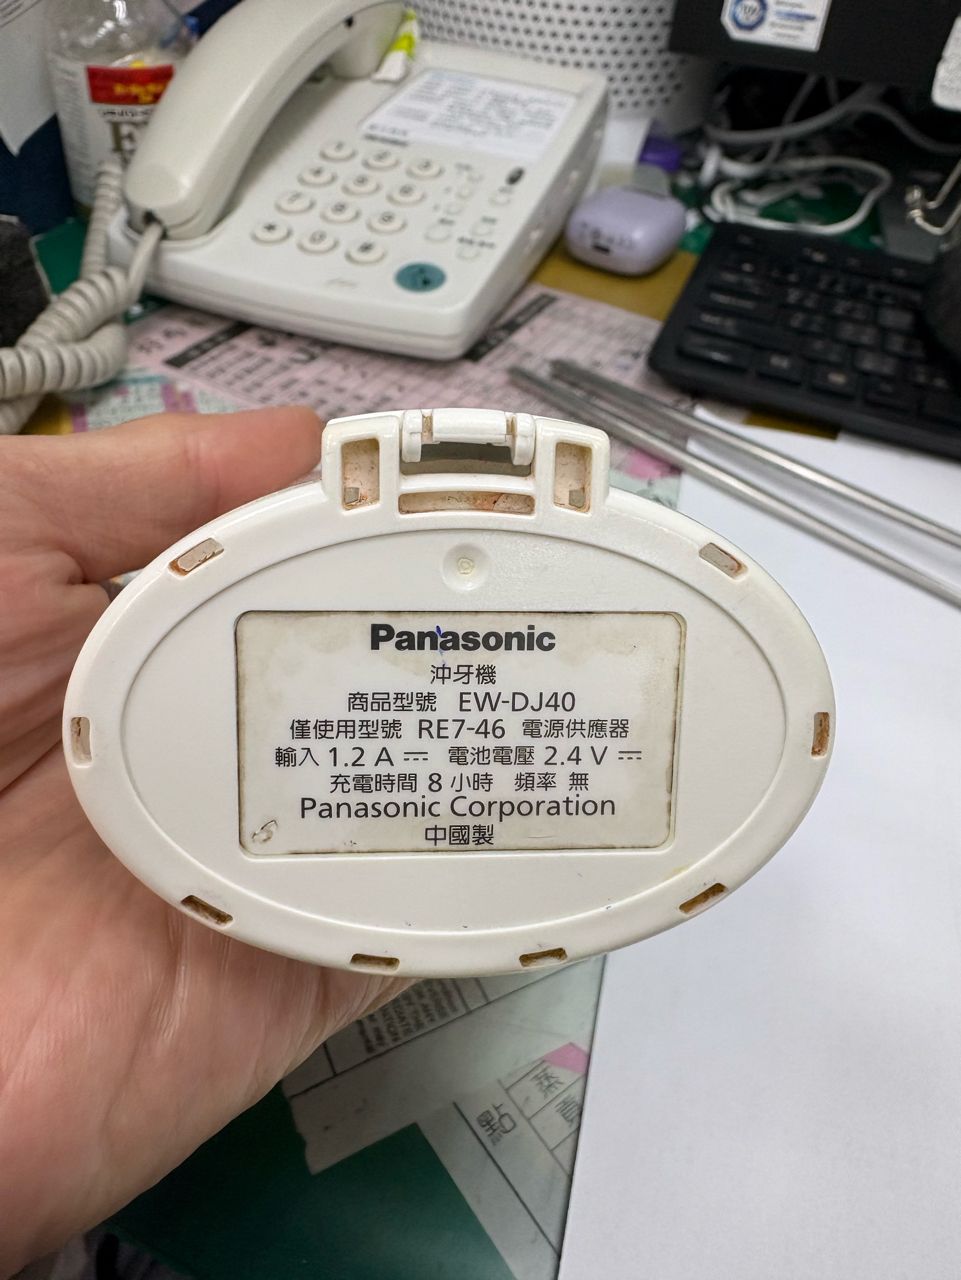 Panasonic
沖牙機
商品型號 EW-DJ40
僅使用型號 RE7-46 電源供應器
輸入 1.2 A ⎓ 電池電壓 2.4 V ⎓
充電時間 8 小時 頻率 無
Panasonic Corporation
中國製